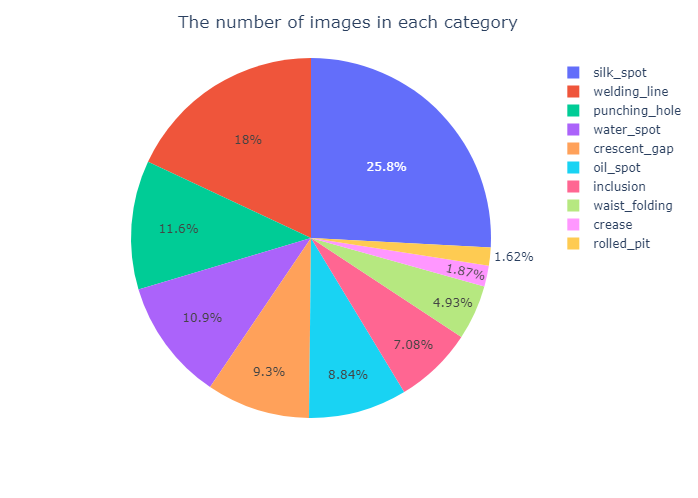 The number of images in each category
silk_spot
welding_line
punching_hole
water_spot
crescent_gap
oil_spot
inclusion
waist_folding
crease
rolled_pit
18%
25.8%
11.6%
1.62%
1.87%
4.93%
10.9%
7.08%
9.3%
8.84%